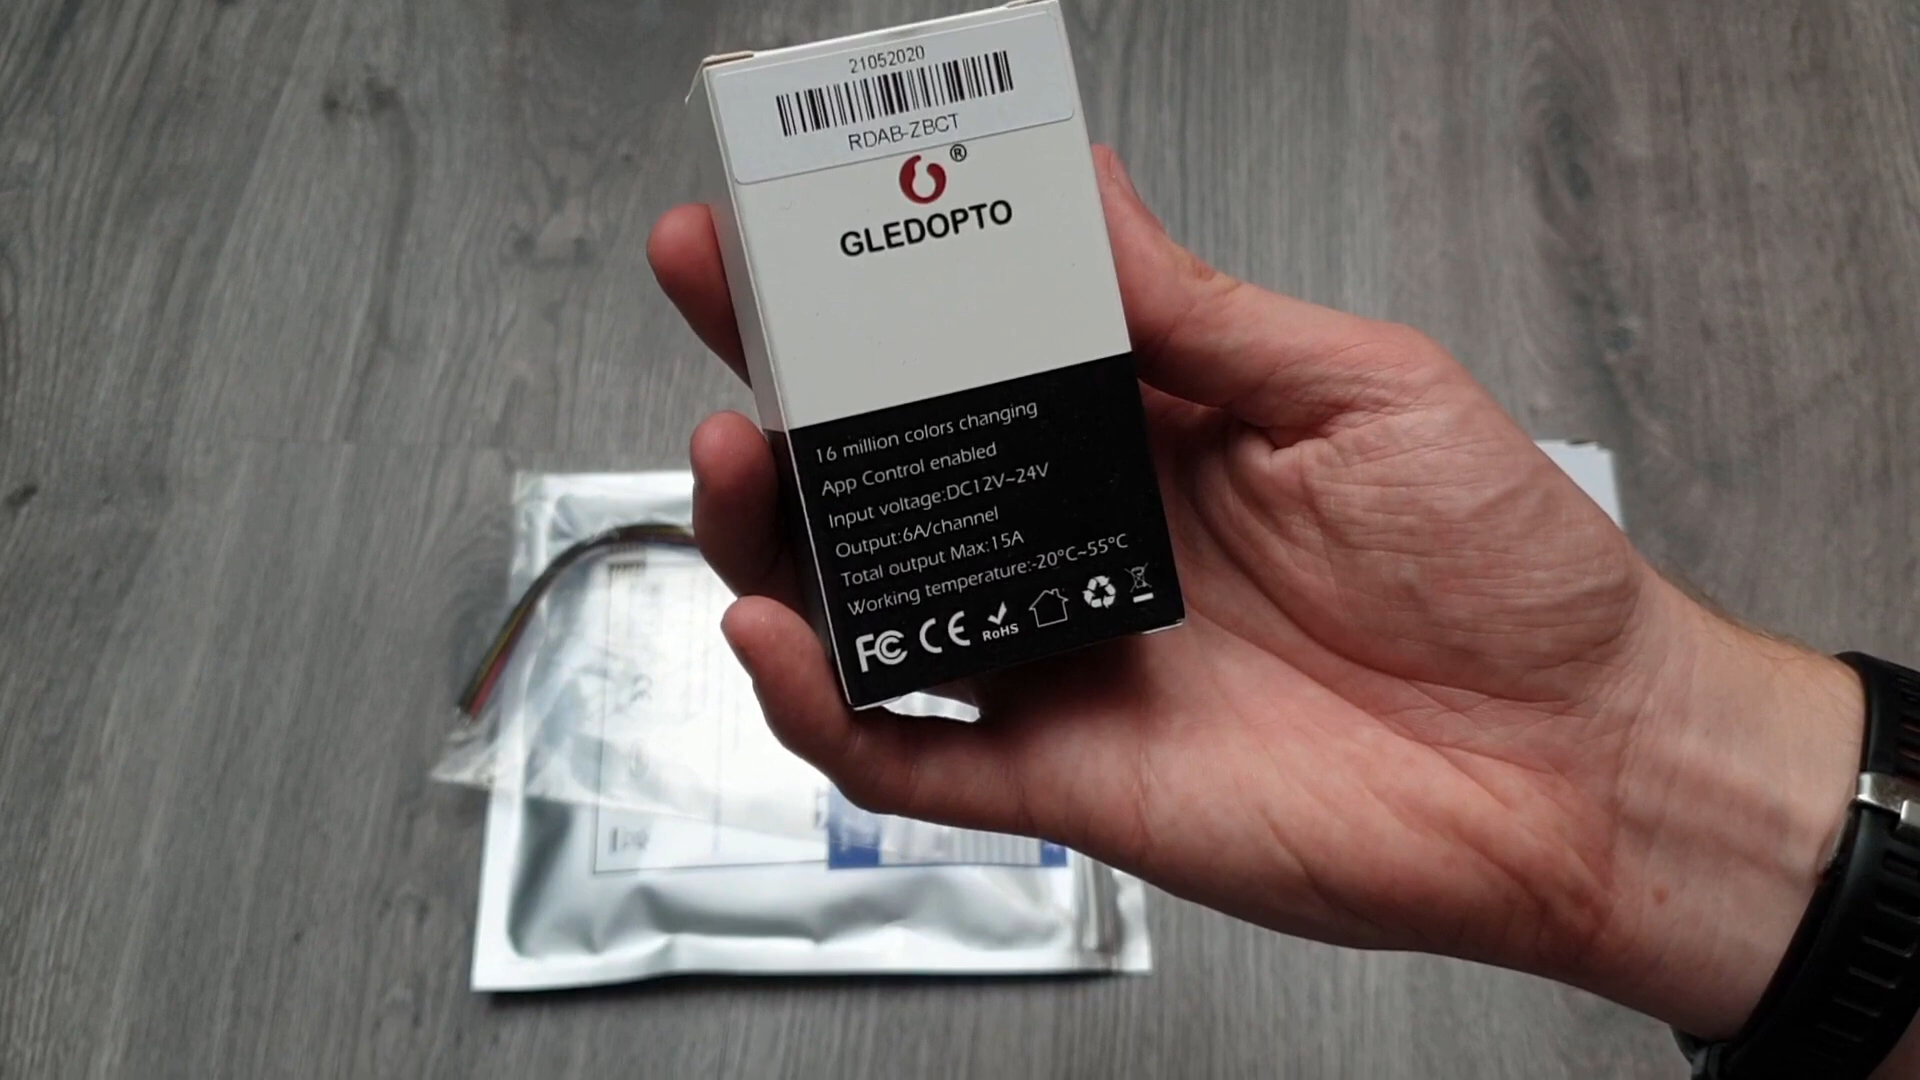 21052020
RDAB-ZBCT
®
GLEDOPTO
16 million colors changing
App Control enabled
Input voltage:DC12V~24V
Output:6A/channel
Total output Max:15A
Working temperature:-20°C~55°C
FC CE RoHS